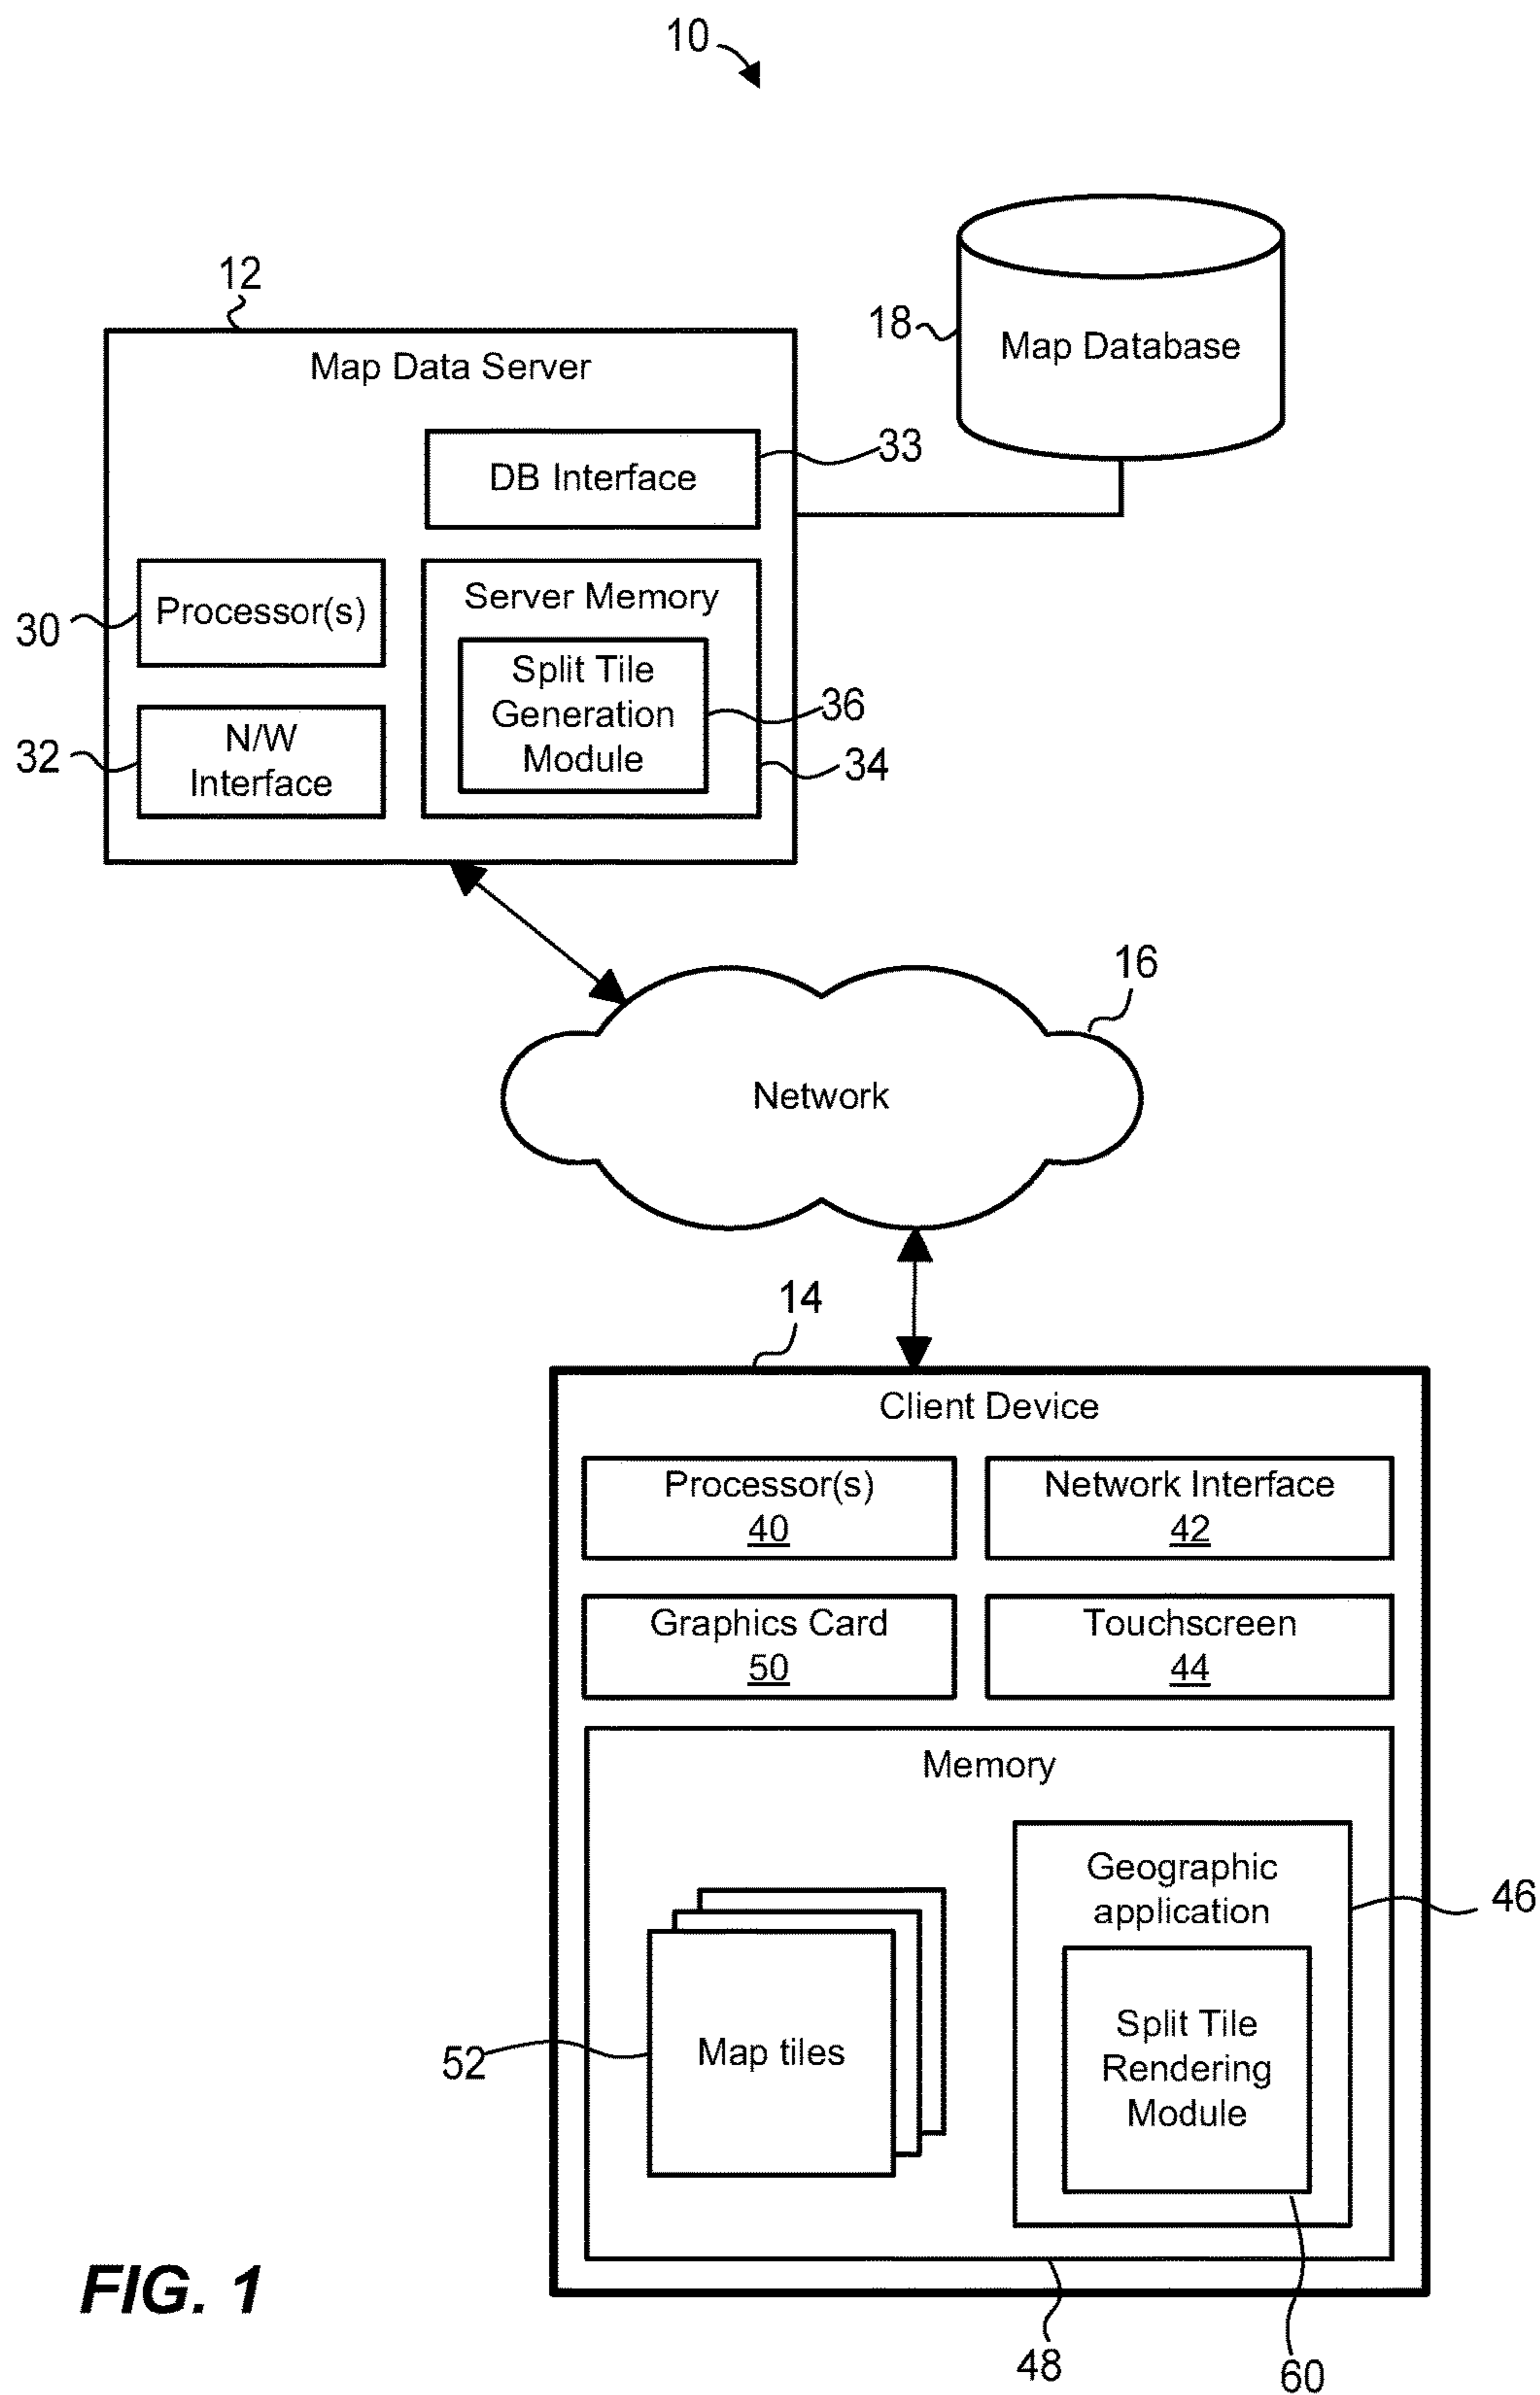 10
12
Map Data Server
18
Map Database
DB Interface
33
30
Processor(s)
Server Memory
Split Tile
Generation
Module
36
32
N/W
Interface
34
16
Network
14
Client Device
Processor(s)
40
Network Interface
42
Graphics Card
50
Touchscreen
44
Memory
Geographic
application
46
52
Map tiles
Split Tile
Rendering
Module
FIG. 1
48
60